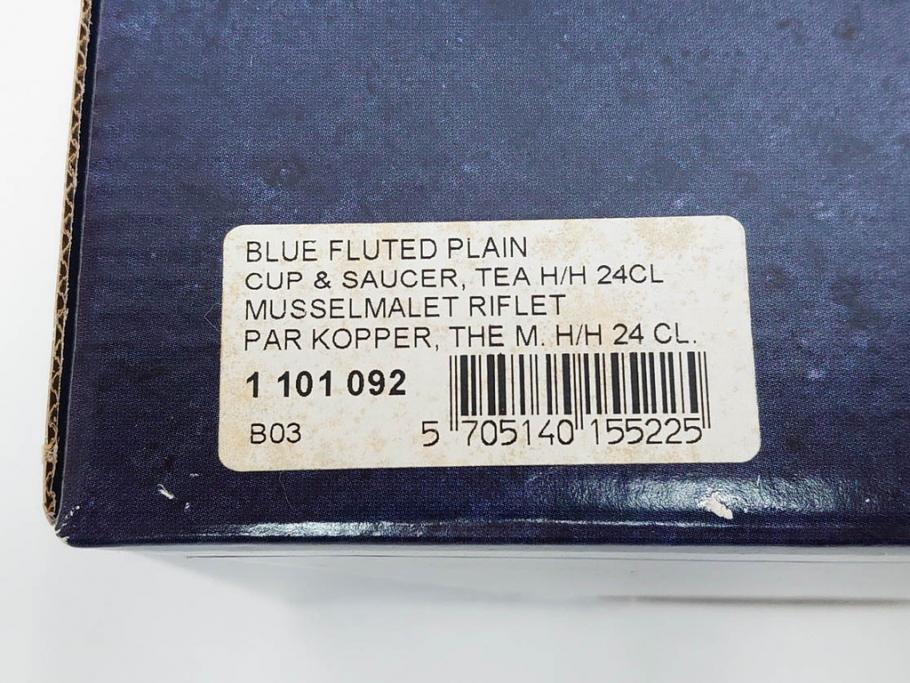 BLUE FLUTED PLAIN
CUP & SAUCER, TEA H/H 24CL
MUSSELMALET RIFLET
PAR KOPPER, THE M. H/H 24 CL.
1 101 092
B03
5 705140 155225